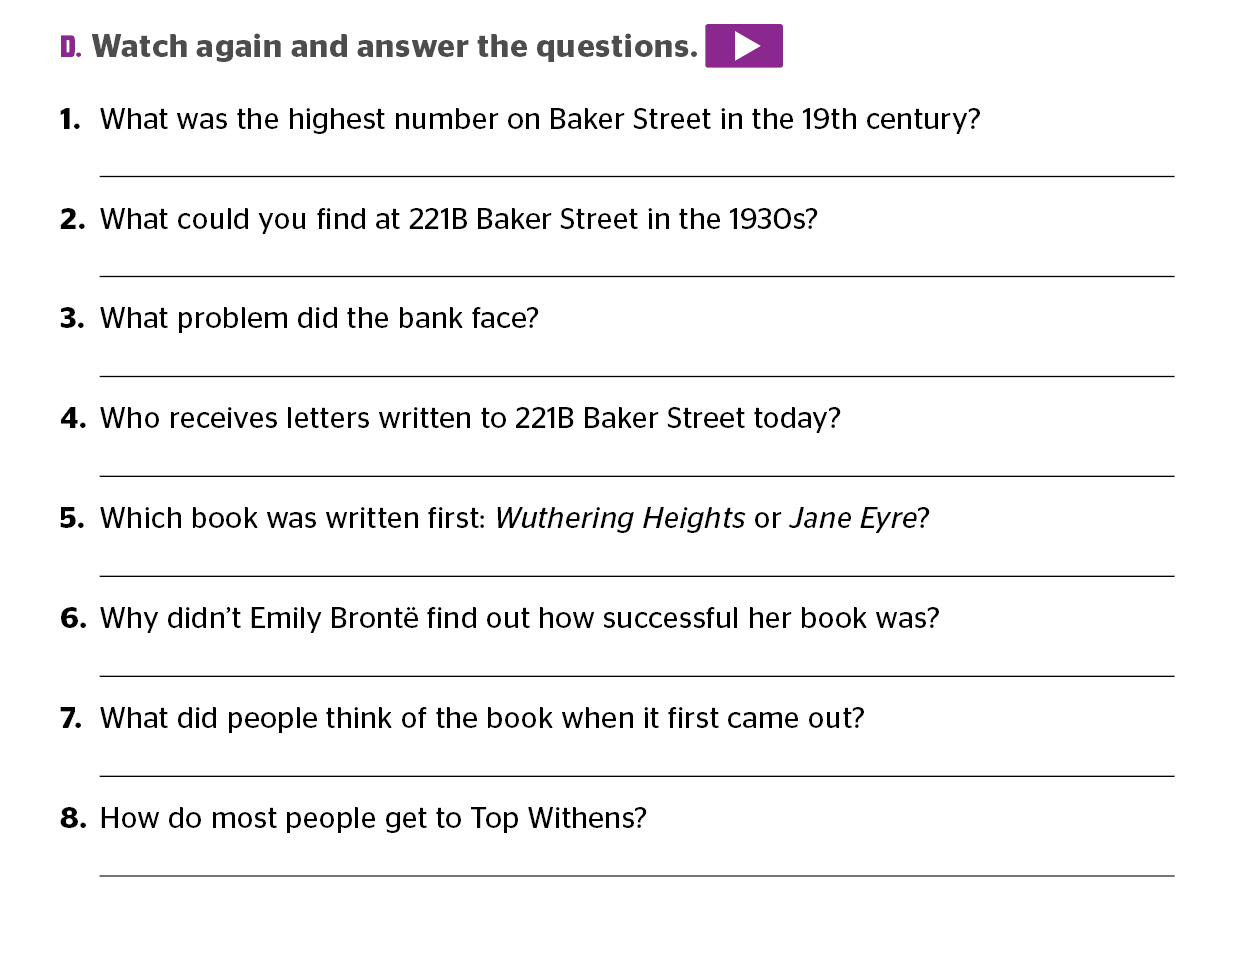 D. Watch again and answer the questions.
1. What was the highest number on Baker Street in the 19th century?
2. What could you find at 221B Baker Street in the 1930s?
3. What problem did the bank face?
4. Who receives letters written to 221B Baker Street today?
5. Which book was written first: Wuthering Heights or Jane Eyre?
6. Why didn’t Emily Brontë find out how successful her book was?
7. What did people think of the book when it first came out?
8. How do most people get to Top Withens?